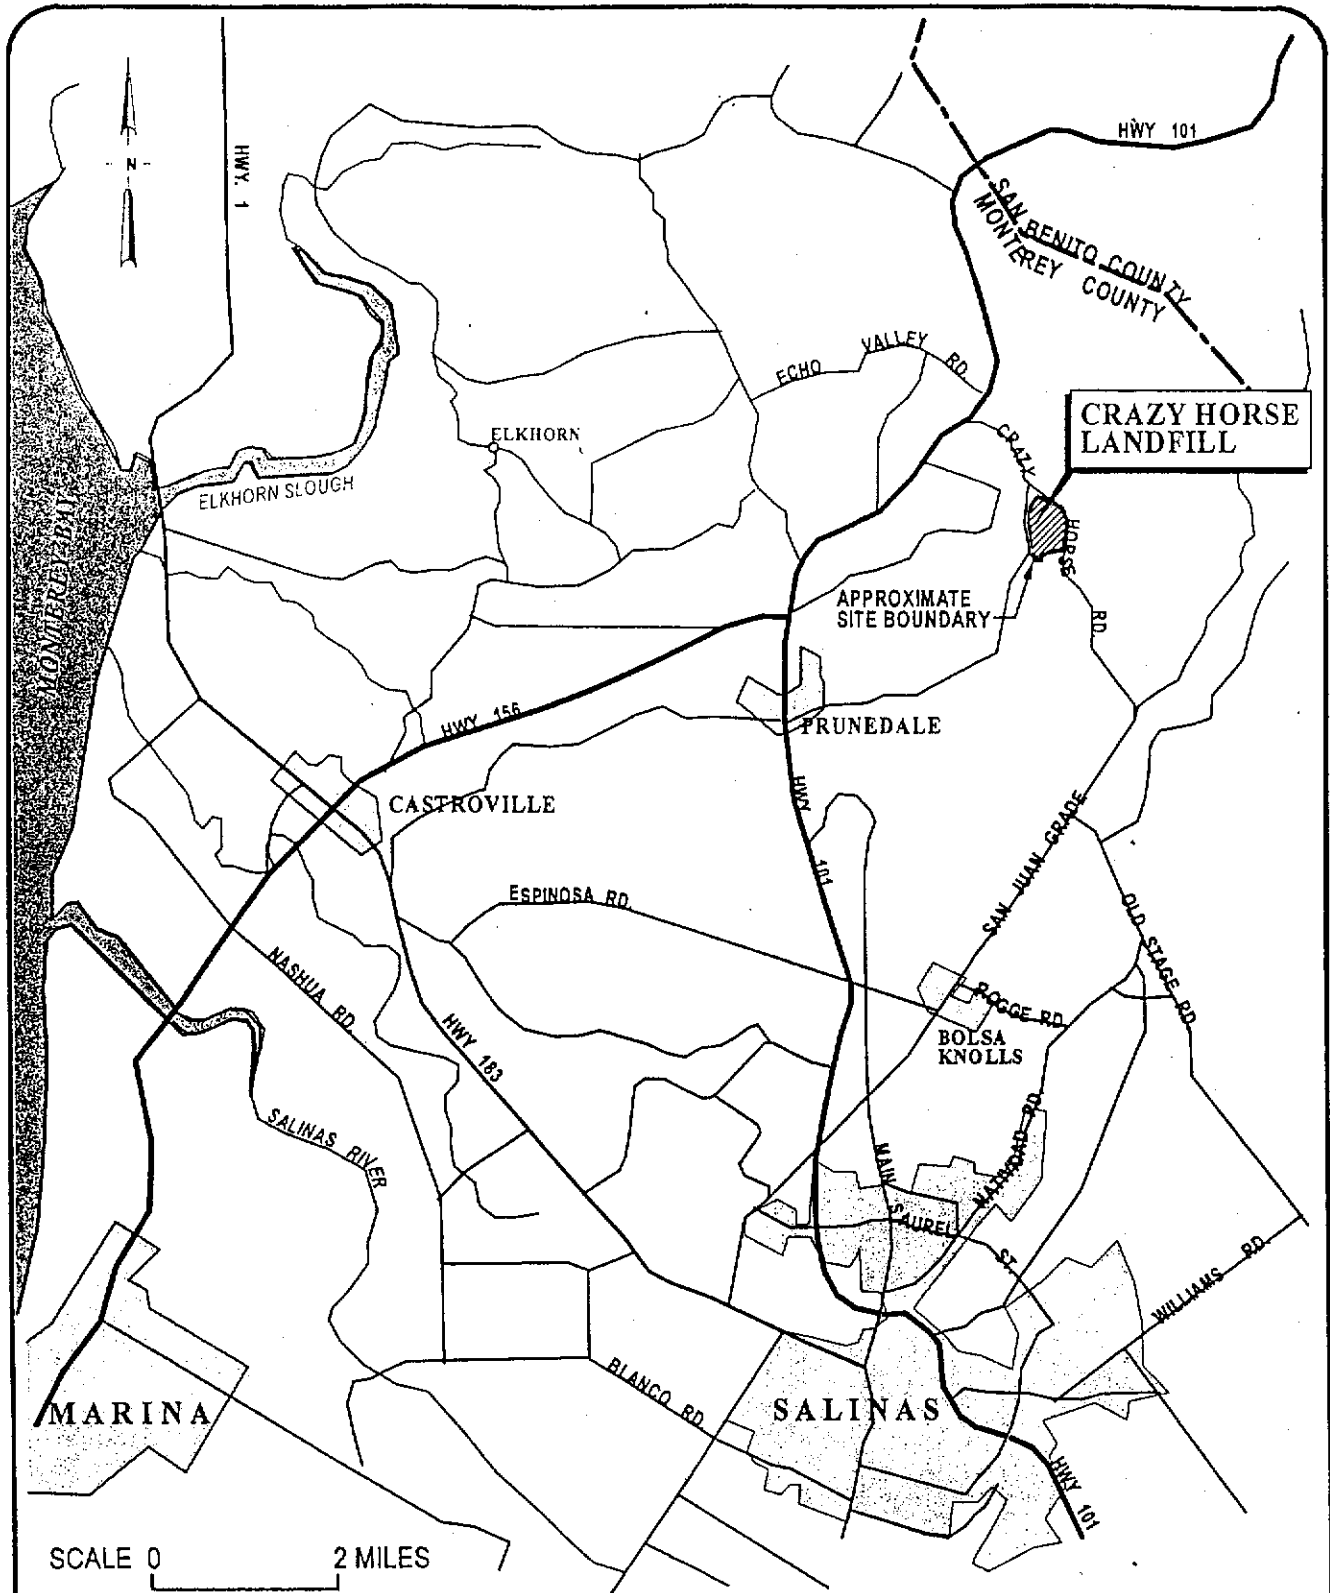 HWY 101
N
HWY. 1
SAN BENITO COUNTY
MONTEREY COUNTY
ECHO VALLEY RD.
CRAZY HORSE
LANDFILL
CRAZY HORSE RD.
ELKHORN
ELKHORN SLOUGH
MONTEREY BAY
APPROXIMATE
SITE BOUNDARY
HWY 156
PRUNEDALE
CASTROVILLE
HWY 101
SAN JUAN GRADE
ESPINOSA RD.
OLD STAGE RD.
NASHUA RD.
HWY 183
ROGGE RD.
BOLSA
KNOLLS
SALINAS RIVER
NATIVIDAD RD.
MAIN
LAUREL ST.
WILLIAMS RD.
BLANCO RD.
MARINA
SALINAS
HWY 101
SCALE 0 2 MILES